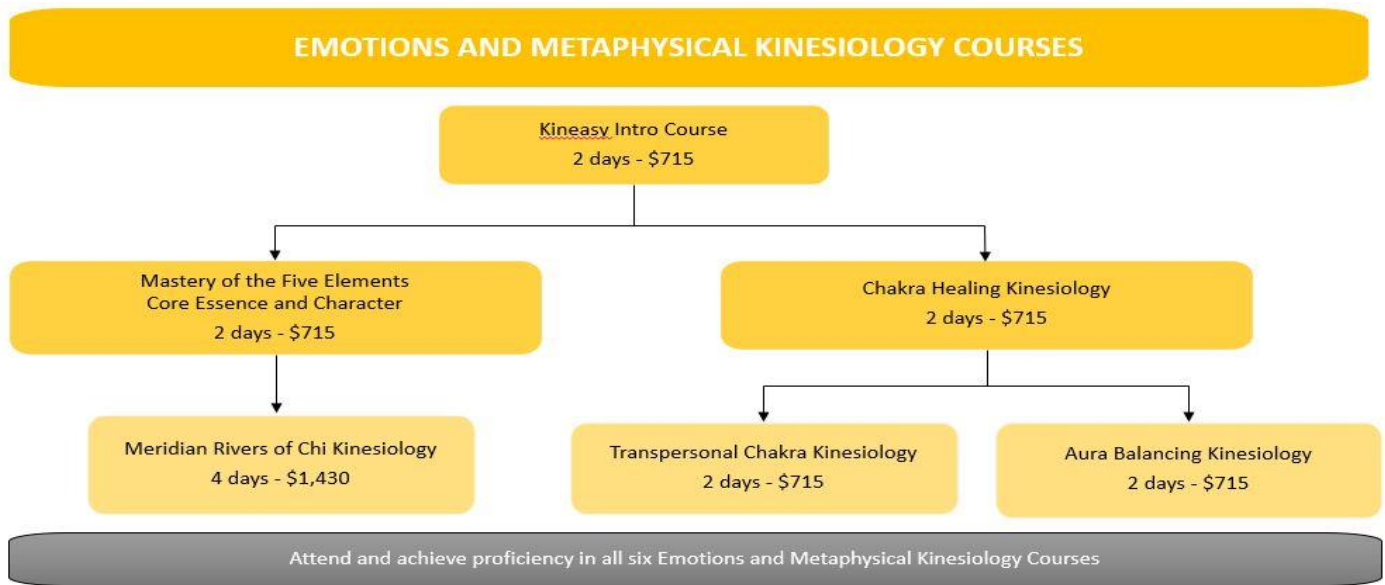 EMOTIONS AND METAPHYSICAL KINESIOLOGY COURSES
Kineasy Intro Course
2 days - $715
Mastery of the Five Elements
Core Essence and Character
2 days - $715
Chakra Healing Kinesiology
2 days - $715
Meridian Rivers of Chi Kinesiology
4 days - $1,430
Transpersonal Chakra Kinesiology
2 days - $715
Aura Balancing Kinesiology
2 days - $715
Attend and achieve proficiency in all six Emotions and Metaphysical Kinesiology Courses